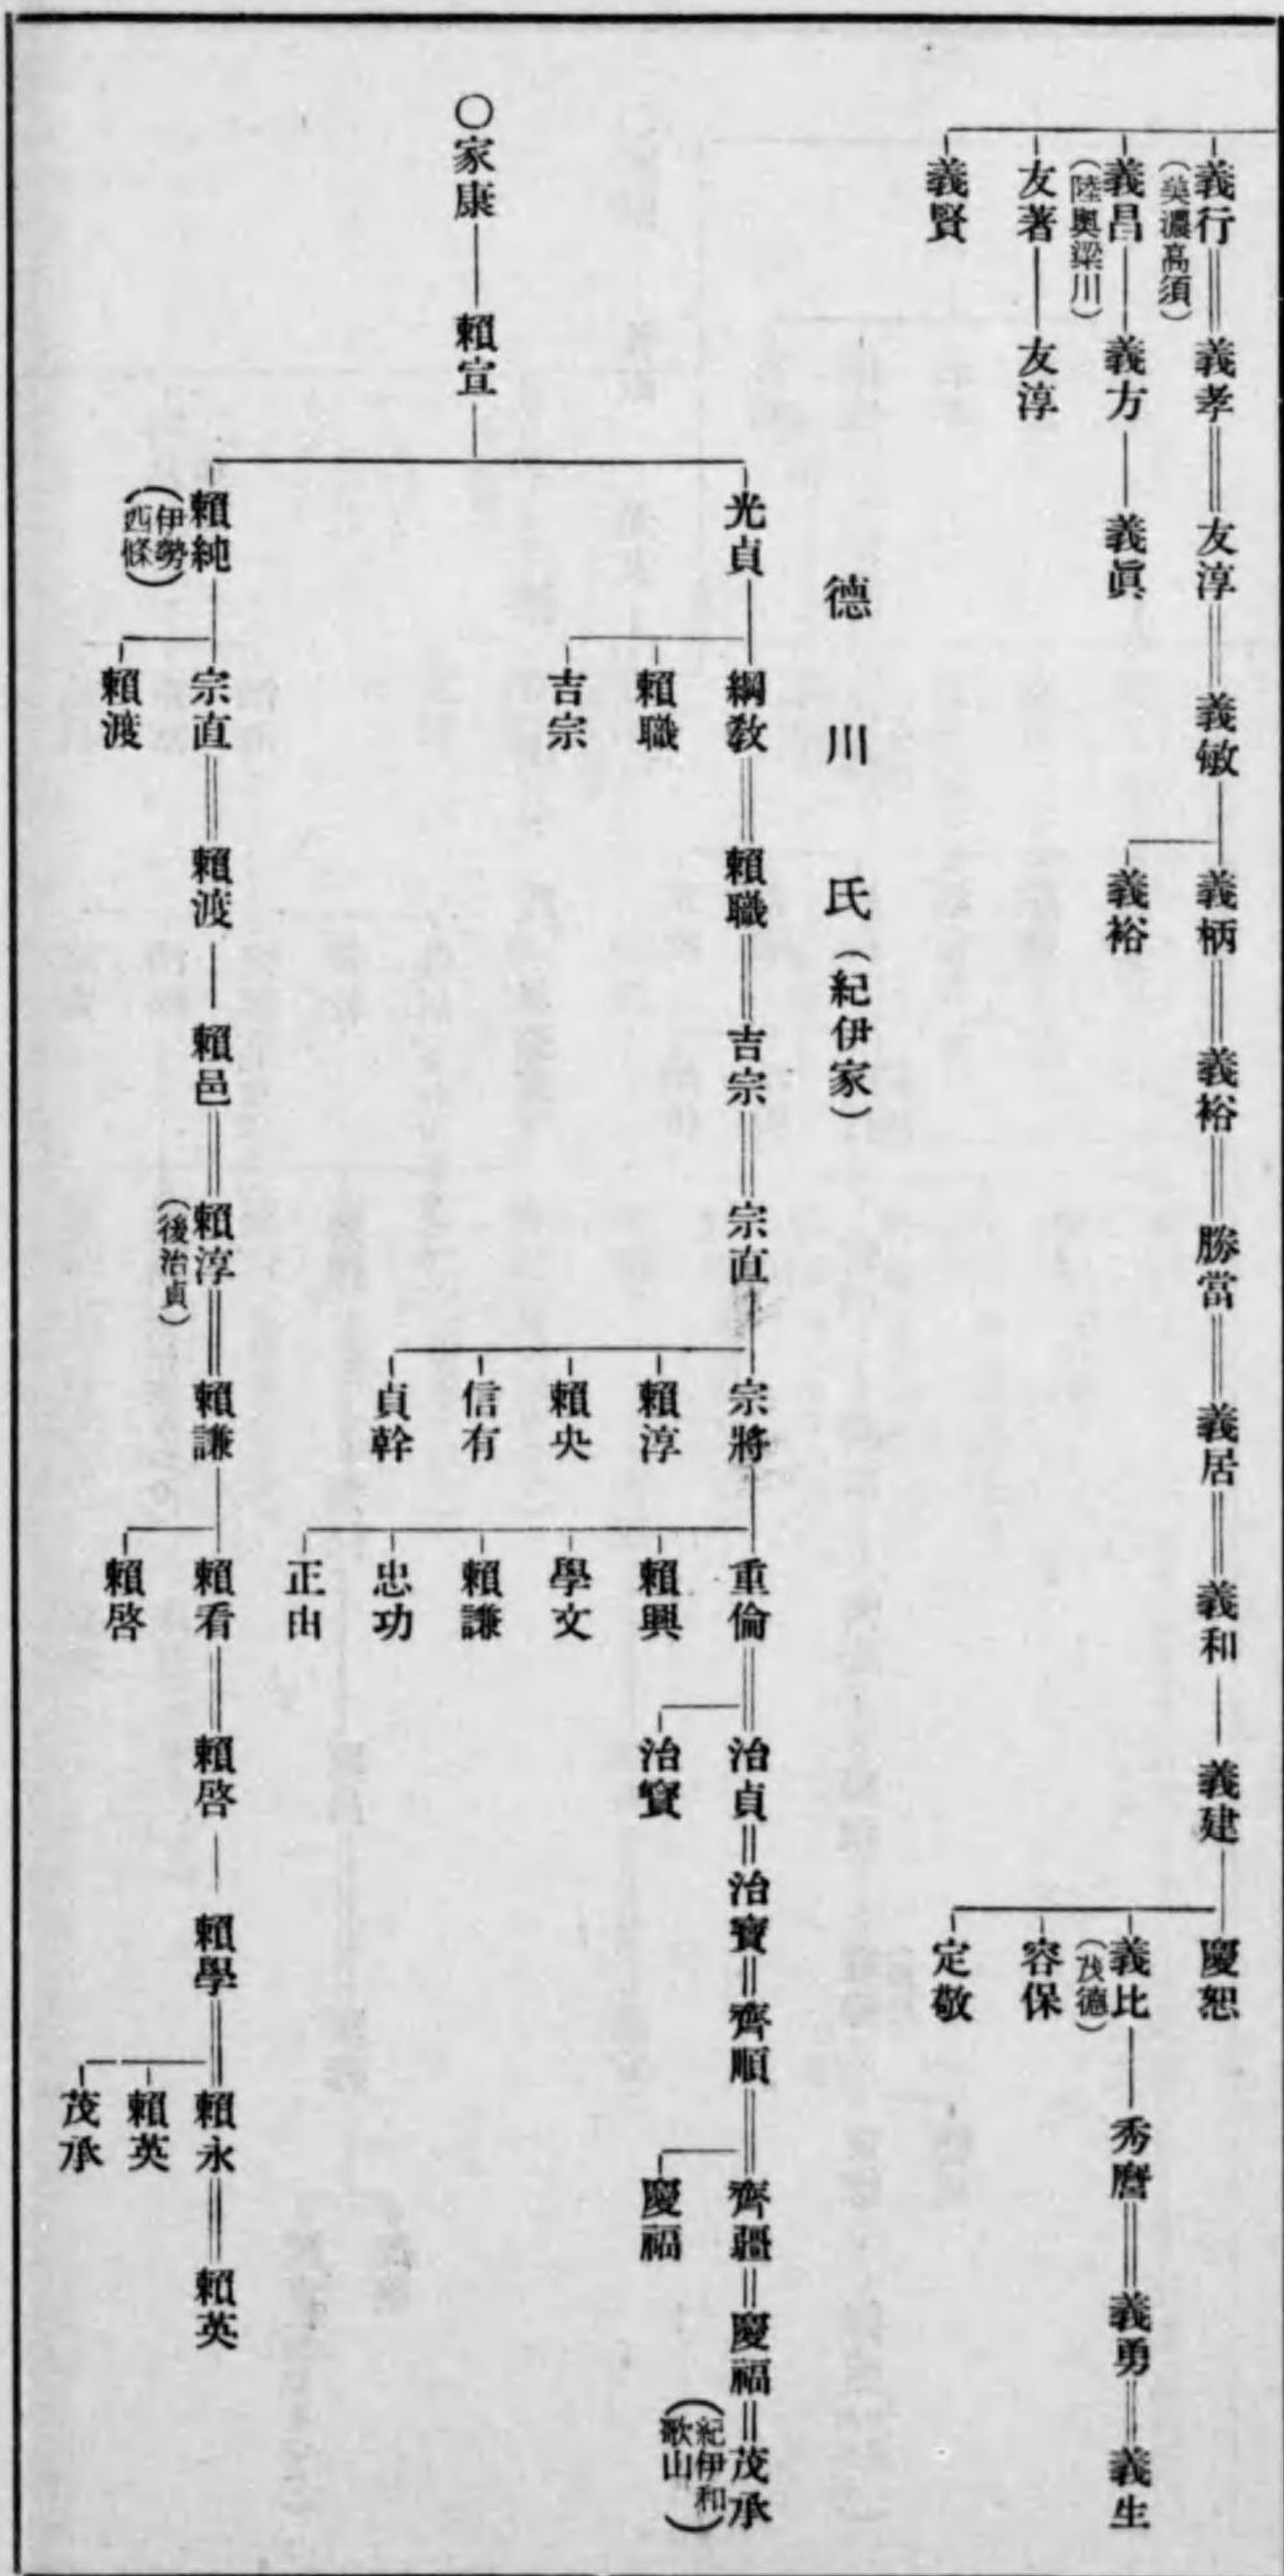 義行 義孝 友淳 義敏 義柄 義裕 勝當 義居 義和 義建 慶恕
(美濃高須)
義昌 義方 義眞 義裕 義比 秀麿 義勇 義生
(陸奥梁川)
(茂德)
友著 友淳 容保
義賢 定敬
德川氏(紀伊家)
光貞 綱教 賴職 吉宗 宗直 宗將 重倫 治貞 治寶 齊順 齊疆 慶福 茂承
(紀伊和
歌山)
賴職 賴淳 賴興 治寶 慶福
吉宗 賴央 學文
〇家康 賴宣 信有 賴謙
貞幹 忠功
正由
賴純 宗直 賴渡 賴邑 賴淳 賴謙 賴看 賴啓 賴學 賴永 賴英
(伊勢
西條)
(後治貞)
賴渡 賴啓 賴英
茂承